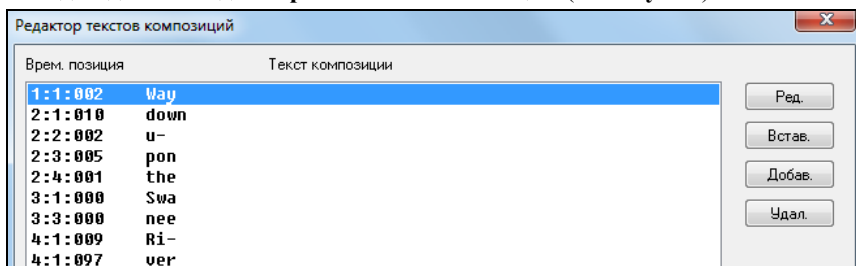 Редактор текстов композиций
Врем. позиция Текст композиции
1:1:002 Way
2:1:010 down
2:2:002 u-
2:3:005 pon
2:4:001 the
3:1:000 Swa
3:3:000 nee
4:1:009 Ri-
4:1:097 ver
Ред.
Встав.
Добав.
Удал.